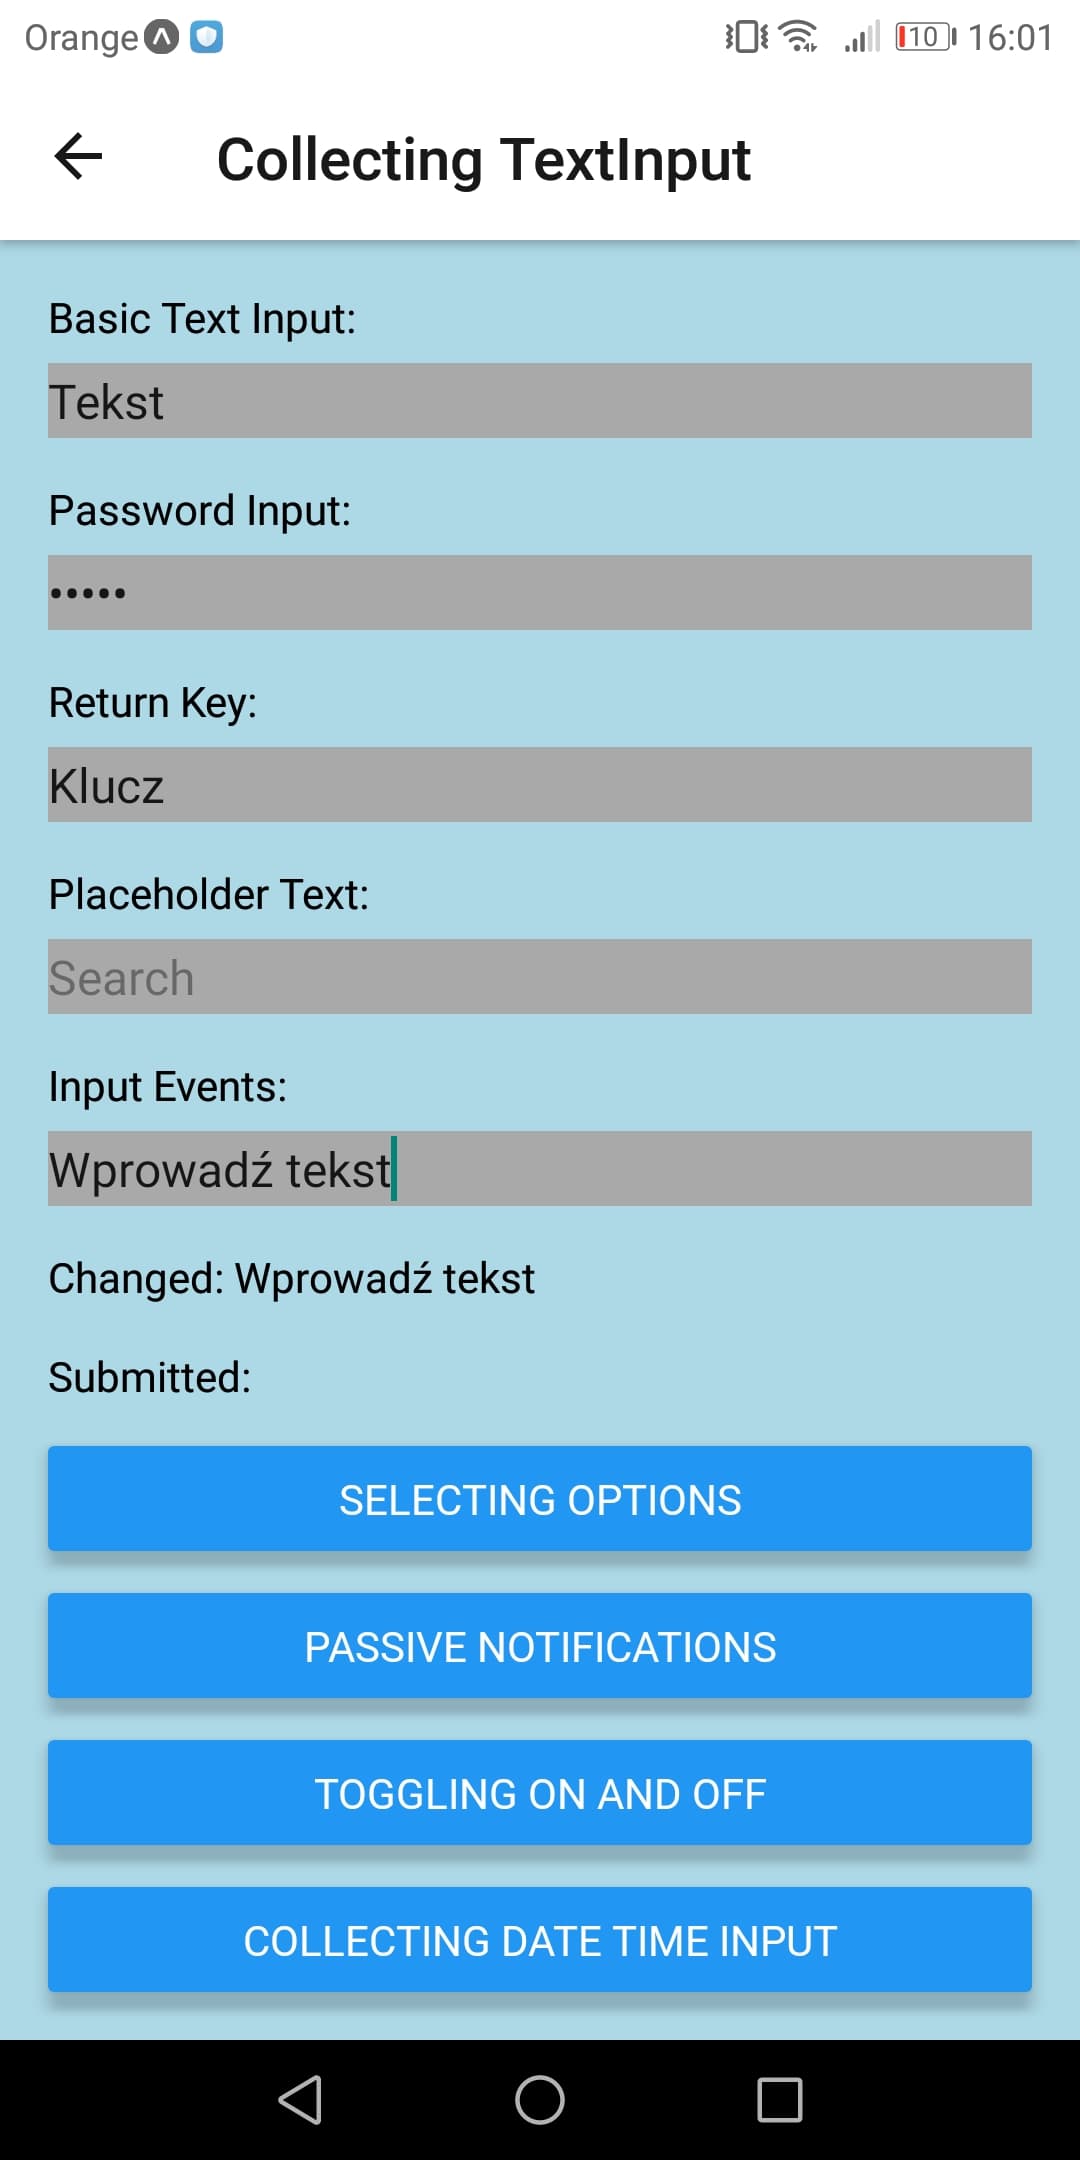 Orange 10 16:01
Collecting TextInput
Basic Text Input:
Tekst
Password Input:
•••••
Return Key:
Klucz
Placeholder Text:
Search
Input Events:
Wprowadź tekst
Changed: Wprowadź tekst
Submitted:
SELECTING OPTIONS
PASSIVE NOTIFICATIONS
TOGGLING ON AND OFF
COLLECTING DATE TIME INPUT